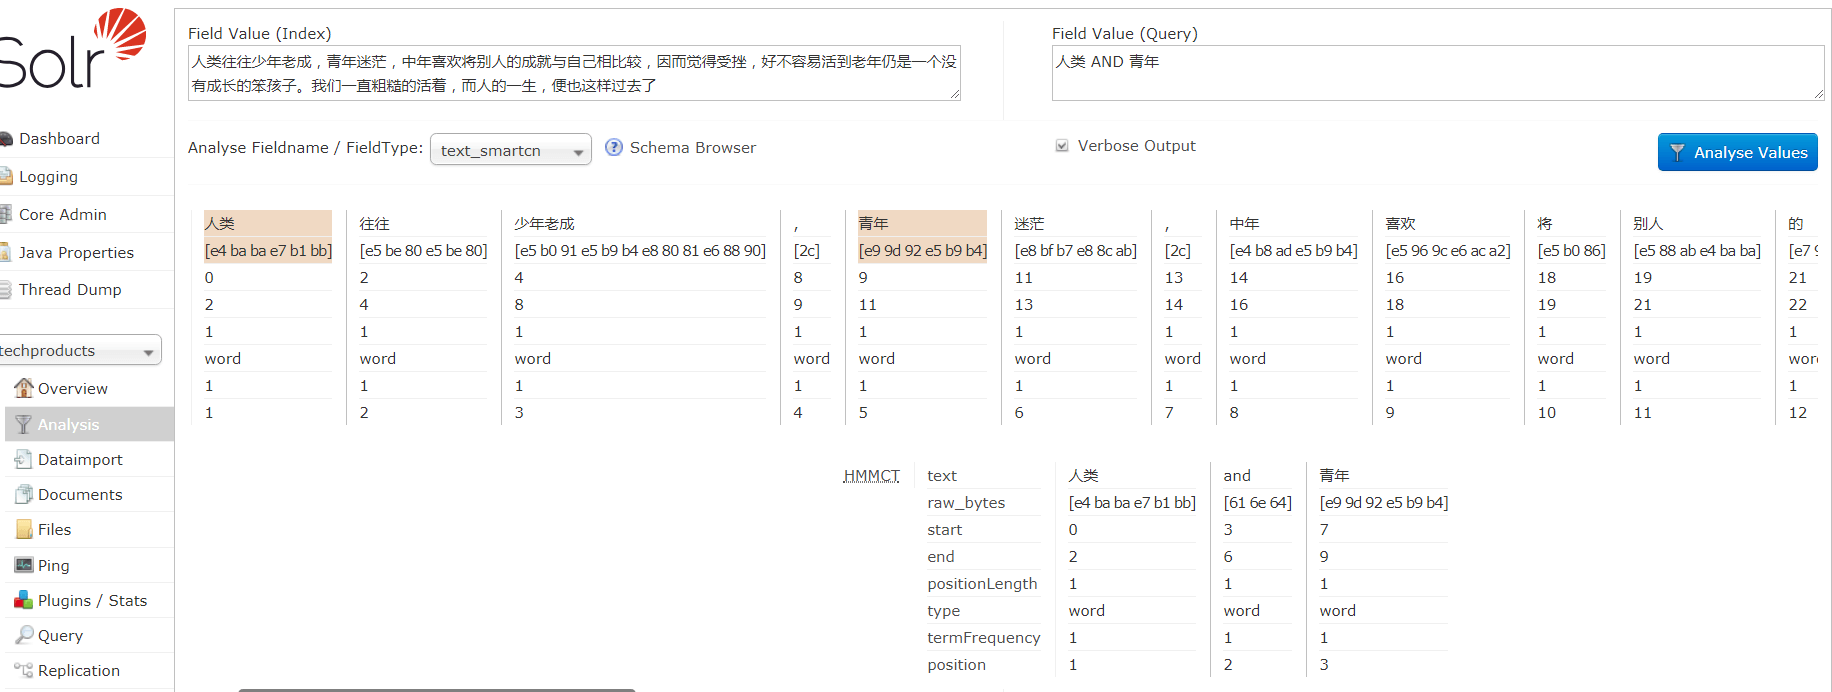 Solr
Dashboard
Logging
Core Admin
Java Properties
Thread Dump
techproducts
Overview
Analysis
Dataimport
Documents
Files
Ping
Plugins / Stats
Query
Replication
Field Value (Index)
人类往往少年老成，青年迷茫，中年喜欢将别人的成就与自己相比较，因而觉得受挫，好不容易活到老年仍是一个没
有成长的笨孩子。我们一直粗糙的活着，而人的一生，便也这样过去了
Field Value (Query)
人类 AND 青年
Analyse Fieldname / FieldType: text_smartcn ? Schema Browser
Verbose Output
Analyse Values
人类 往往 少年老成 , 青年 迷茫 , 中年 喜欢 将 别人 的
[e4 ba ba e7 b1 bb] [e5 be 80 e5 be 80] [e5 b0 91 e5 b9 b4 e8 80 81 e6 88 90] [2c] [e9 9d 92 e5 b9 b4] [e8 bf b7 e8 8c ab] [2c] [e4 b8 ad e5 b9 b4] [e5 96 9c e6 ac a2] [e5 b0 86] [e5 88 ab e4 ba ba] [e7
0 2 4 8 9 11 13 14 16 18 19 21
2 4 8 9 11 13 14 16 18 19 21 22
1 1 1 1 1 1 1 1 1 1 1 1
word word word word word word word word word word word word
1 1 1 1 1 1 1 1 1 1 1 1
1 2 3 4 5 6 7 8 9 10 11 12
HMMCT text 人类 and 青年
raw_bytes [e4 ba ba e7 b1 bb] [61 6e 64] [e9 9d 92 e5 b9 b4]
start 0 3 7
end 2 6 9
positionLength 1 1 1
type word word word
termFrequency 1 1 1
position 1 2 3